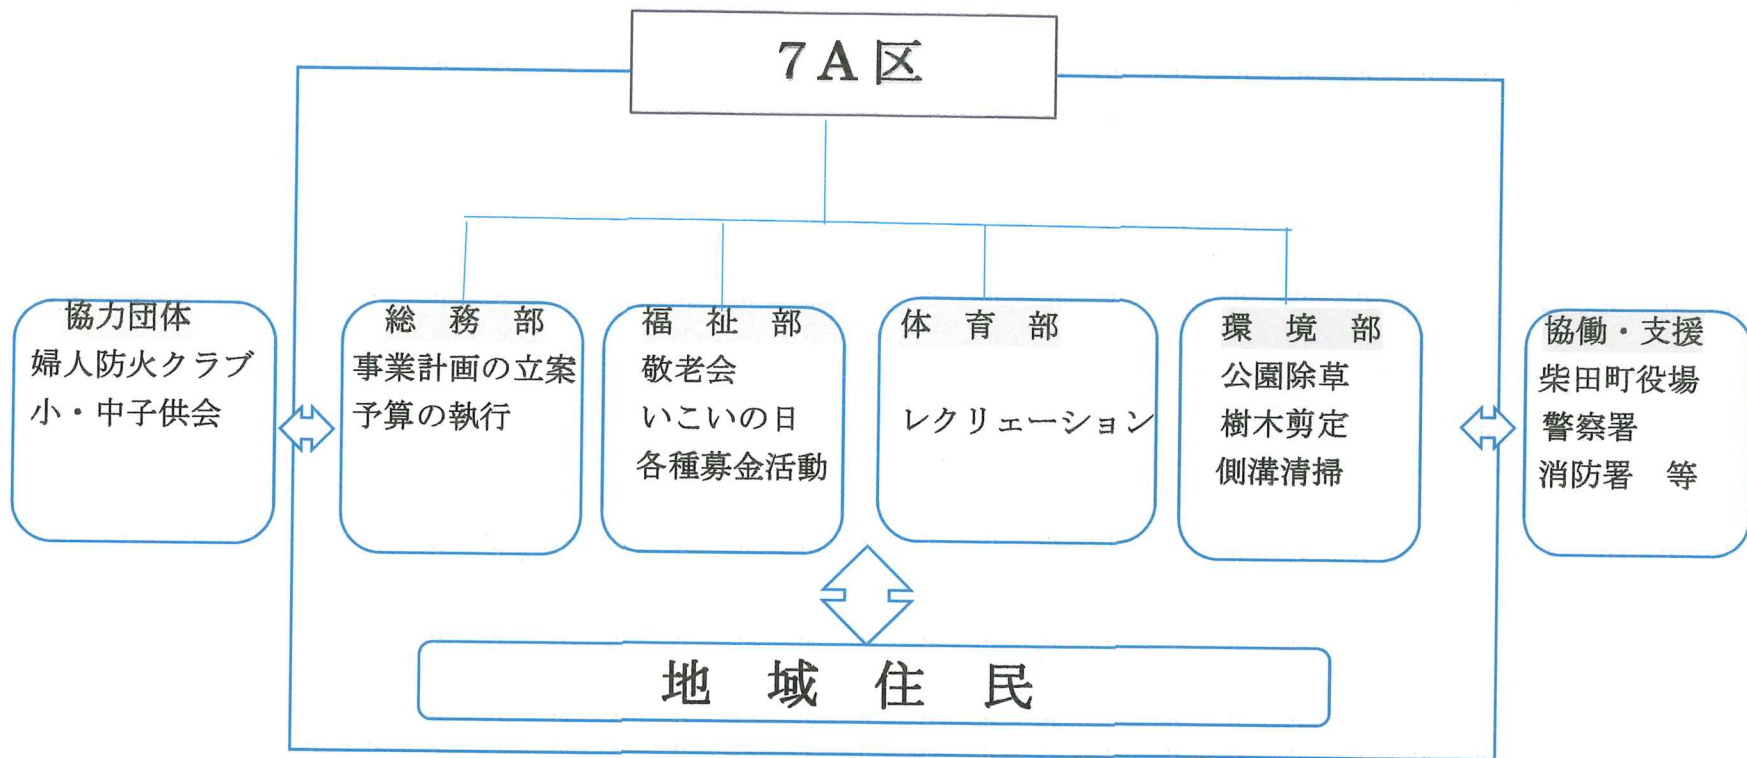 7A区
協力団体
婦人防火クラブ
小・中子供会
総　務　部
事業計画の立案
予算の執行
福　祉　部
敬老会
いこいの日
各種募金活動
体　育　部
レクリェーション
環　境　部
公園除草
樹木剪定
側溝清掃
協働・支援
柴田町役場
警察署
消防署　等
地　域　住　民